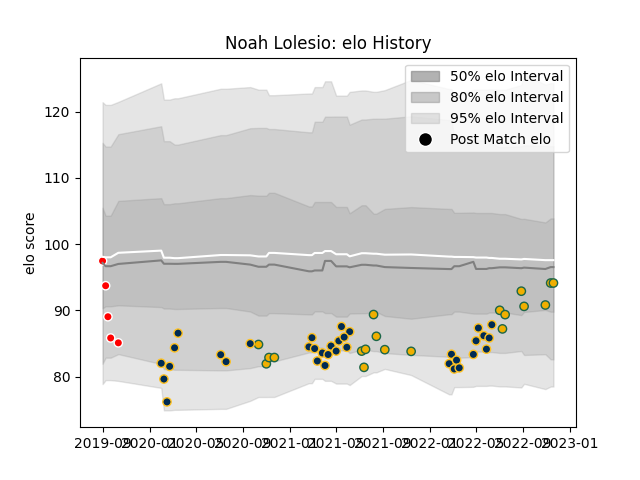 Noah Lolesio: elo History
50% elo Interval
80% elo Interval
95% elo Interval
Post Match elo
elo score
120
110
100
90
80
2019-09 2020-01 2020-05 2020-09 2021-01 2021-05 2021-09 2022-01 2022-05 2022-09 2023-01